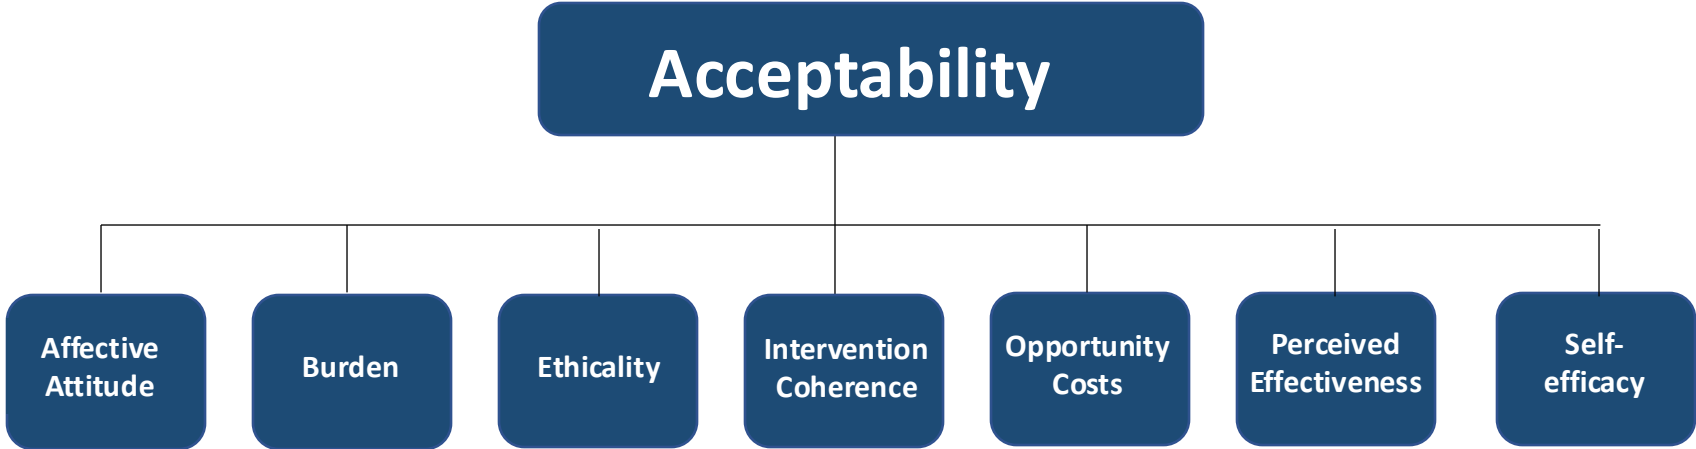 Acceptability
Affective
Attitude
Burden
Ethicality
Intervention
Coherence
Opportunity
Costs
Perceived
Effectiveness
Self-
efficacy